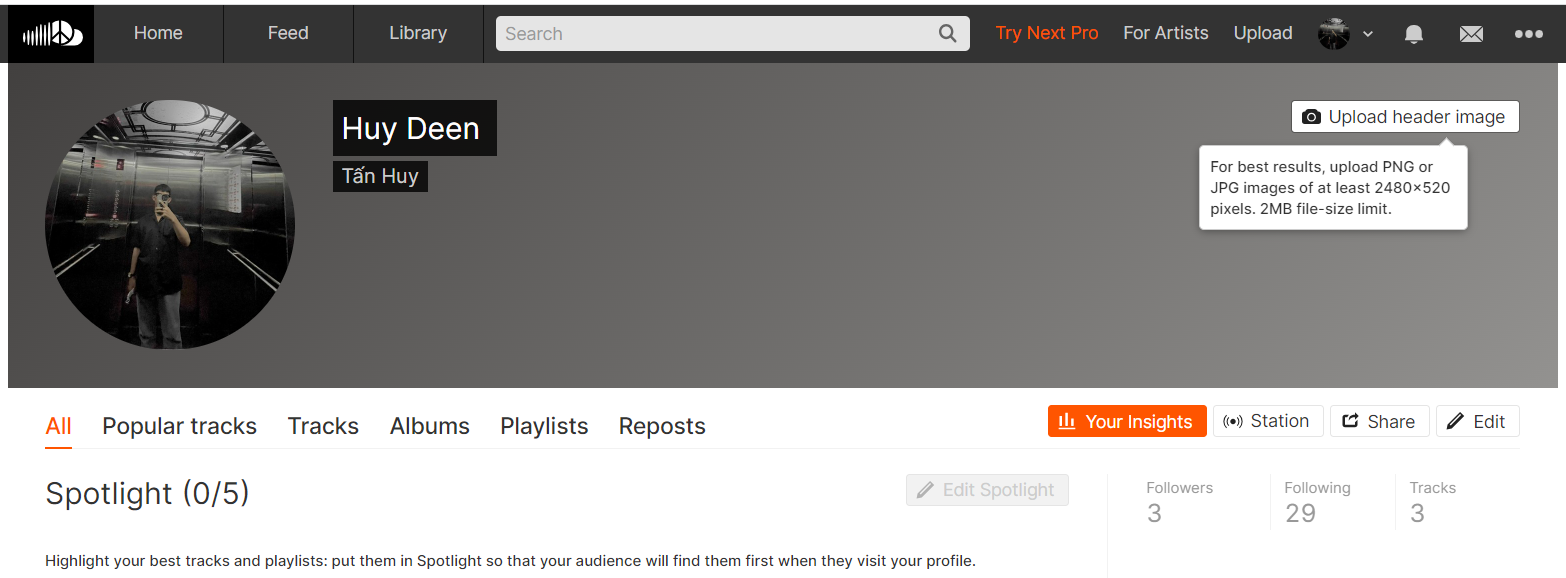 Home Feed Library Search Try Next Pro For Artists Upload
Huy Deen
Tấn Huy
Upload header image
For best results, upload PNG or
JPG images of at least 2480×520
pixels. 2MB file-size limit.
All Popular tracks Tracks Albums Playlists Reposts Your Insights Station Share Edit
Spotlight (0/5) Edit Spotlight
Followers Following Tracks
3 29 3
Highlight your best tracks and playlists: put them in Spotlight so that your audience will find them first when they visit your profile.